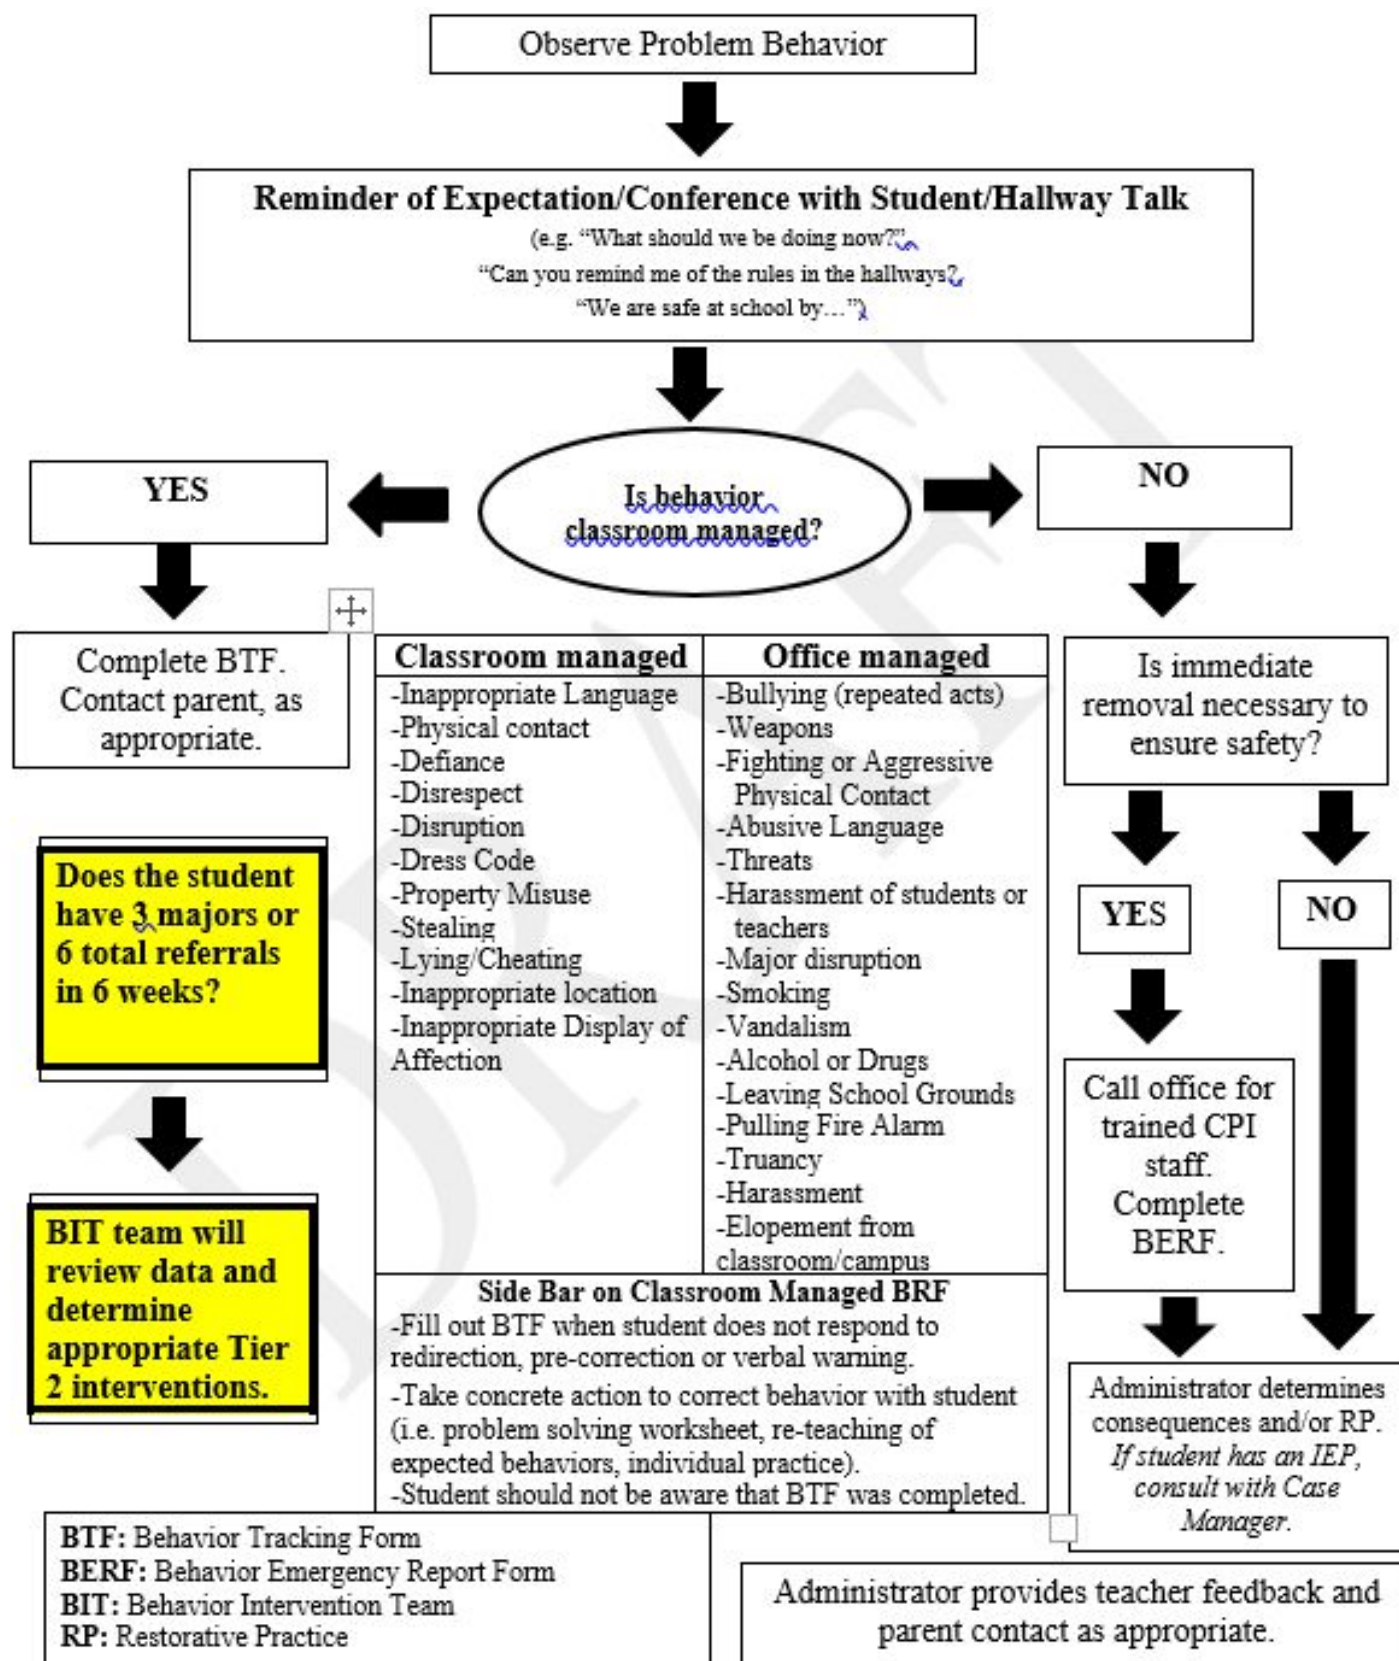 Observe Problem Behavior
Reminder of Expectation/Conference with Student/Hallway Talk
(e.g. “What should we be doing now?”
“Can you remind me of the rules in the hallways?
“We are safe at school by…”)
YES
Is behavior
classroom managed?
NO
Complete BTF.
Contact parent, as
appropriate.
Does the student
have 3 majors or
6 total referrals
in 6 weeks?
BIT team will
review data and
determine
appropriate Tier
2 interventions.
Classroom managed
-Inappropriate Language
-Physical contact
-Defiance
-Disrespect
-Disruption
-Dress Code
-Property Misuse
-Stealing
-Lying/Cheating
-Inappropriate location
-Inappropriate Display of
Affection
Office managed
-Bullying (repeated acts)
-Weapons
-Fighting or Aggressive
Physical Contact
-Abusive Language
-Threats
-Harassment of students or
teachers
-Major disruption
-Smoking
-Vandalism
-Alcohol or Drugs
-Leaving School Grounds
-Pulling Fire Alarm
-Truancy
-Harassment
-Elopement from
classroom/campus
Side Bar on Classroom Managed BRF
-Fill out BTF when student does not respond to
redirection, pre-correction or verbal warning.
-Take concrete action to correct behavior with student
(i.e. problem solving worksheet, re-teaching of
expected behaviors, individual practice).
-Student should not be aware that BTF was completed.
Is immediate
removal necessary to
ensure safety?
YES
NO
Call office for
trained CPI
staff.
Complete
BERF.
Administrator determines
consequences and/or RP.
If student has an IEP,
consult with Case
Manager.
BTF: Behavior Tracking Form
BERF: Behavior Emergency Report Form
BIT: Behavior Intervention Team
RP: Restorative Practice
Administrator provides teacher feedback and
parent contact as appropriate.
DRAFT